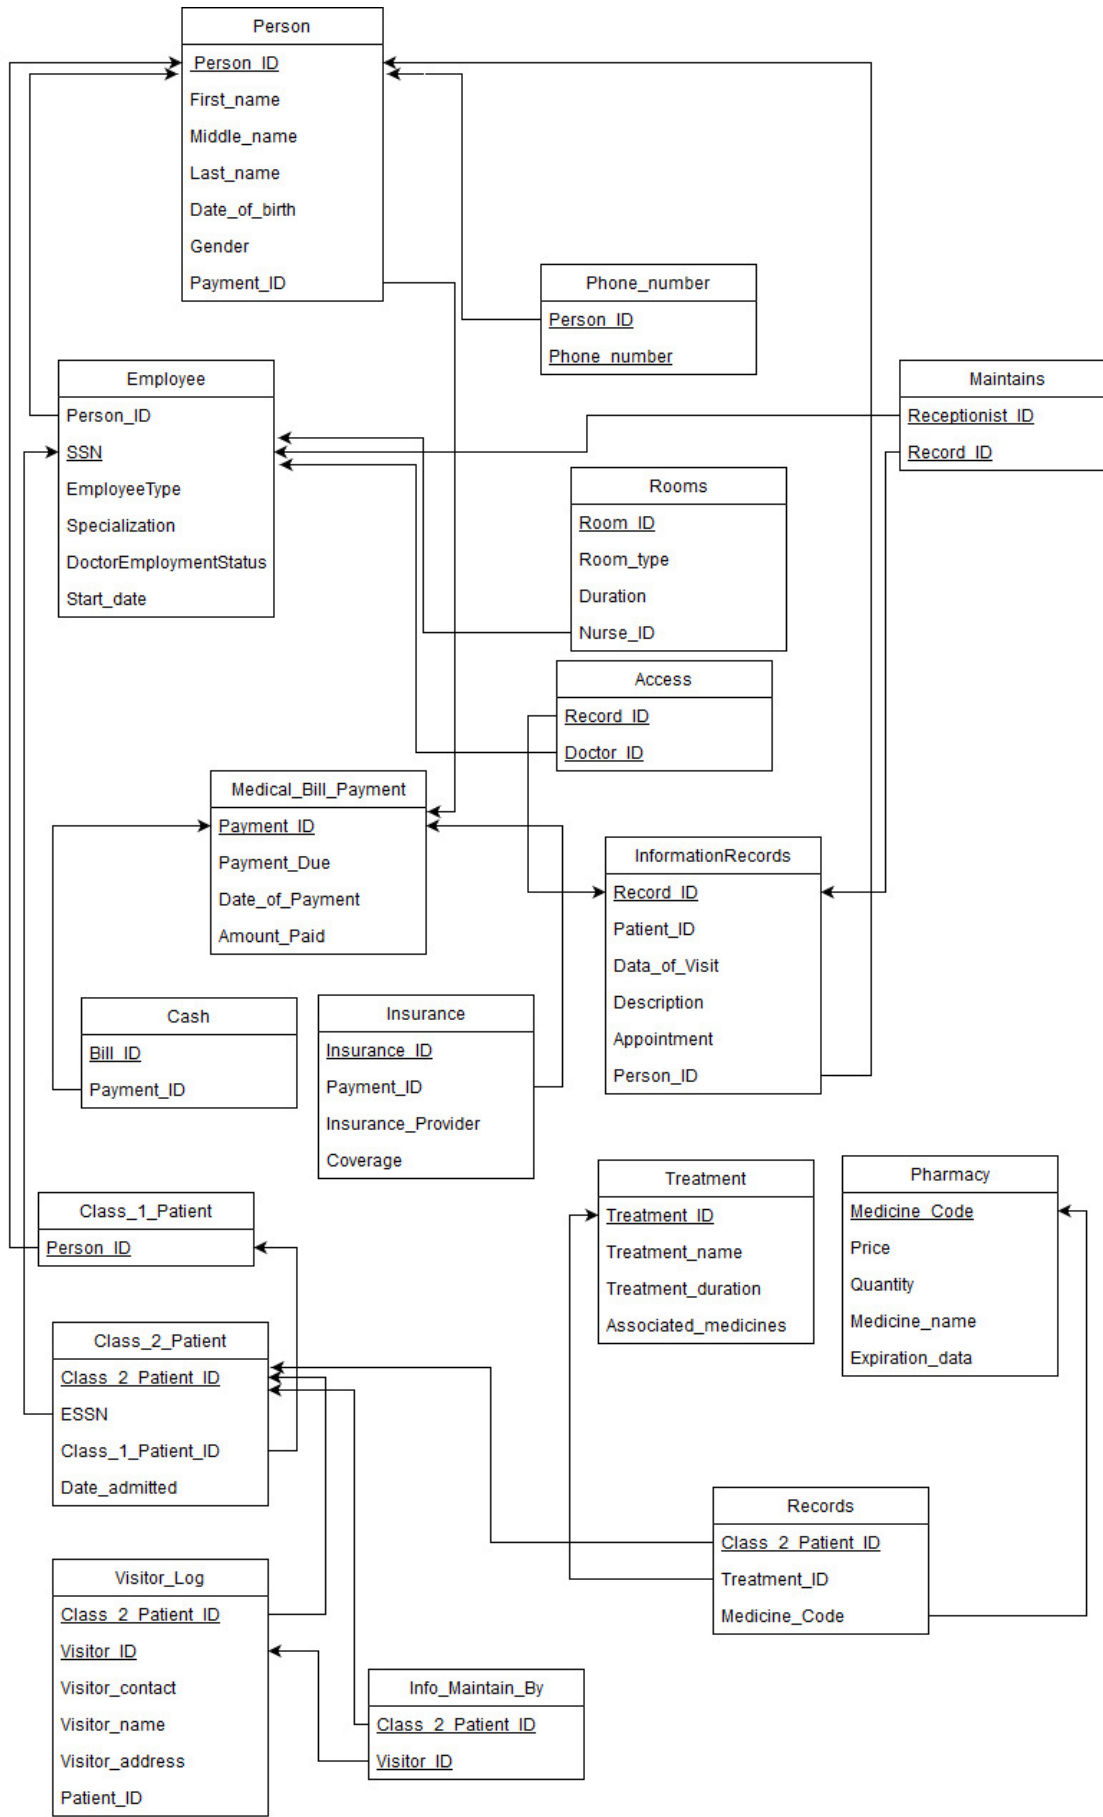 Person
Person_ID
First_name
Middle_name
Last_name
Date_of_birth
Gender
Payment_ID
Phone_number
Person_ID
Phone_number
Employee
Person_ID
SSN
EmployeeType
Specialization
DoctorEmploymentStatus
Start_date
Maintains
Receptionist_ID
Record_ID
Rooms
Room_ID
Room_type
Duration
Nurse_ID
Access
Record_ID
Doctor_ID
Medical_Bill_Payment
Payment_ID
Payment_Due
Date_of_Payment
Amount_Paid
InformationRecords
Record_ID
Patient_ID
Data_of_Visit
Description
Appointment
Person_ID
Cash
Bill_ID
Payment_ID
Insurance
Insurance_ID
Payment_ID
Insurance_Provider
Coverage
Class_1_Patient
Person_ID
Treatment
Treatment_ID
Treatment_name
Treatment_duration
Associated_medicines
Pharmacy
Medicine_Code
Price
Quantity
Medicine_name
Expiration_data
Class_2_Patient
Class_2_Patient_ID
ESSN
Class_1_Patient_ID
Date_admitted
Records
Class_2_Patient_ID
Treatment_ID
Medicine_Code
Visitor_Log
Class_2_Patient_ID
Visitor_ID
Visitor_contact
Visitor_name
Visitor_address
Patient_ID
Info_Maintain_By
Class_2_Patient_ID
Visitor_ID